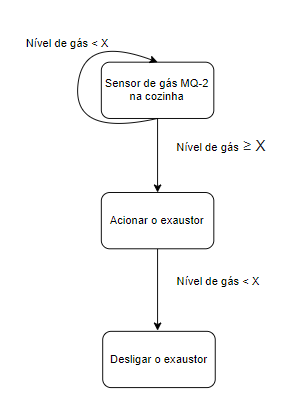 Nível de gás < X
Sensor de gás MQ-2
na cozinha
Nível de gás ≥ X
Acionar o exaustor
Nível de gás < X
Desligar o exaustor